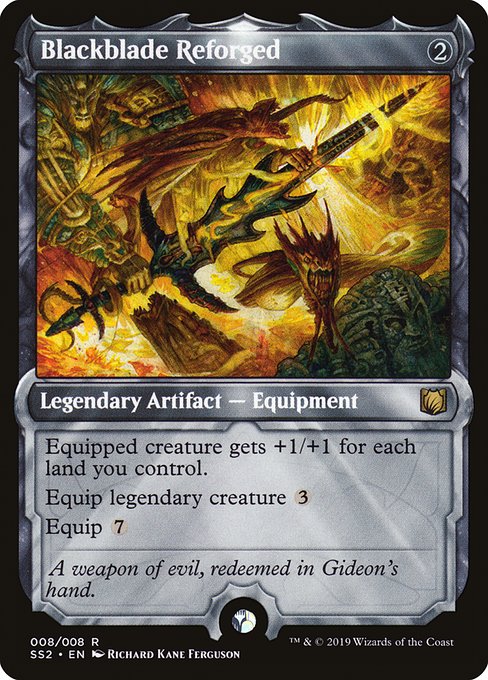 Blackblade Reforged 2
Legendary Artifact — Equipment
Equipped creature gets +1/+1 for each
land you control.
Equip legendary creature 3
Equip 7
A weapon of evil, redeemed in Gideon's
hand.
008/008 R
SS2 • EN Richard Kane Ferguson
™ & © 2019 Wizards of the Coast